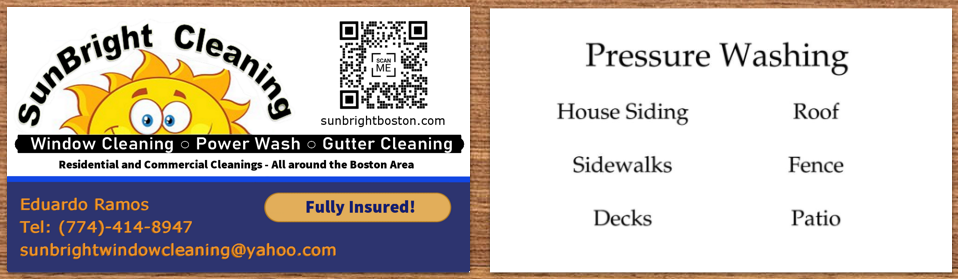 SunBright Cleaning
SCAN
ME
sunbrightboston.com
Window Cleaning ○ Power Wash ○ Gutter Cleaning
Residential and Commercial Cleanings - All around the Boston Area
Eduardo Ramos
Fully Insured!
Tel: (774)-414-8947
sunbrightwindowcleaning@yahoo.com
Pressure Washing
House Siding Roof
Sidewalks Fence
Decks Patio